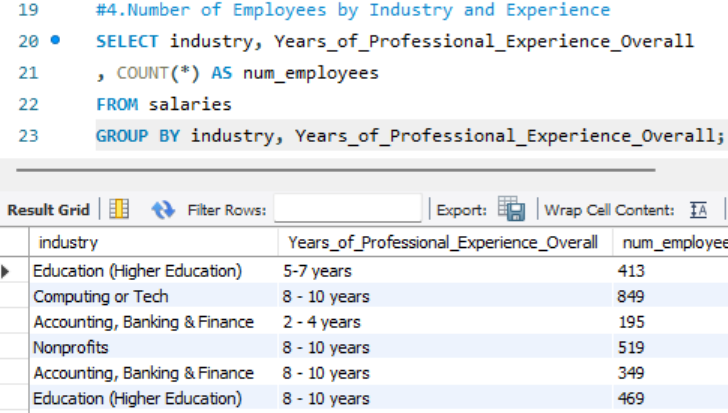 19 #4.Number of Employees by Industry and Experience
20 SELECT industry, Years_of_Professional_Experience_Overall
21 , COUNT(*) AS num_employees
22 FROM salaries
23 GROUP BY industry, Years_of_Professional_Experience_Overall;
Result Grid Filter Rows: Export: Wrap Cell Content: IA
industry Years_of_Professional_Experience_Overall num_employee
Education (Higher Education) 5-7 years 413
Computing or Tech 8 - 10 years 849
Accounting, Banking & Finance 2 - 4 years 195
Nonprofits 8 - 10 years 519
Accounting, Banking & Finance 8 - 10 years 349
Education (Higher Education) 8 - 10 years 469